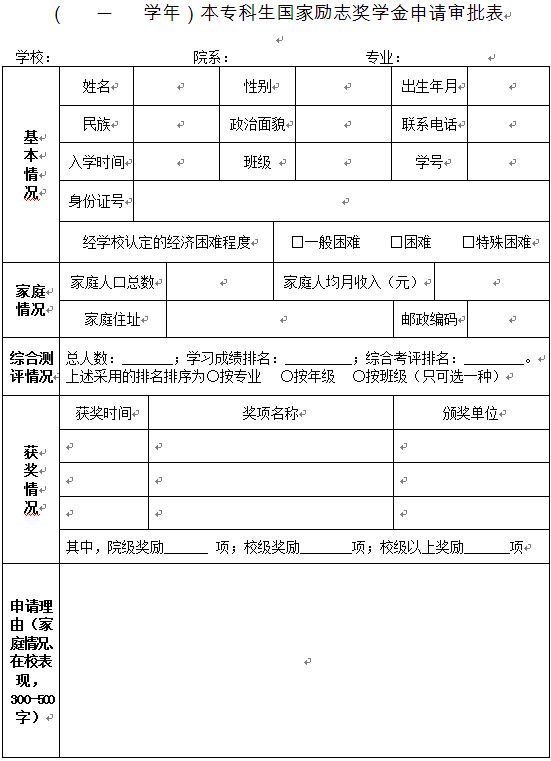 ( — 学年)本专科生国家励志奖学金申请审批表
学校： 院系： 专业：
基本情况
姓名 性别 出生年月
民族 政治面貌 联系电话
入学时间 班级 学号
身份证号
经学校认定的经济困难程度 □一般困难 □困难 □特殊困难
家庭情况
家庭人口总数 家庭人均月收入（元）
家庭住址 邮政编码
综合测评情况
总人数：_______；学习成绩排名：_________；综合考评排名：_________。
上述采用的排名排序为○按专业 ○按年级 ○按班级（只可选一种）
获奖情况
获奖时间 奖项名称 颁奖单位
其中，院级奖励______ 项；校级奖励_______项；校级以上奖励______项
申请理
由（家
庭情况、
在校表
现，
300-500
字）